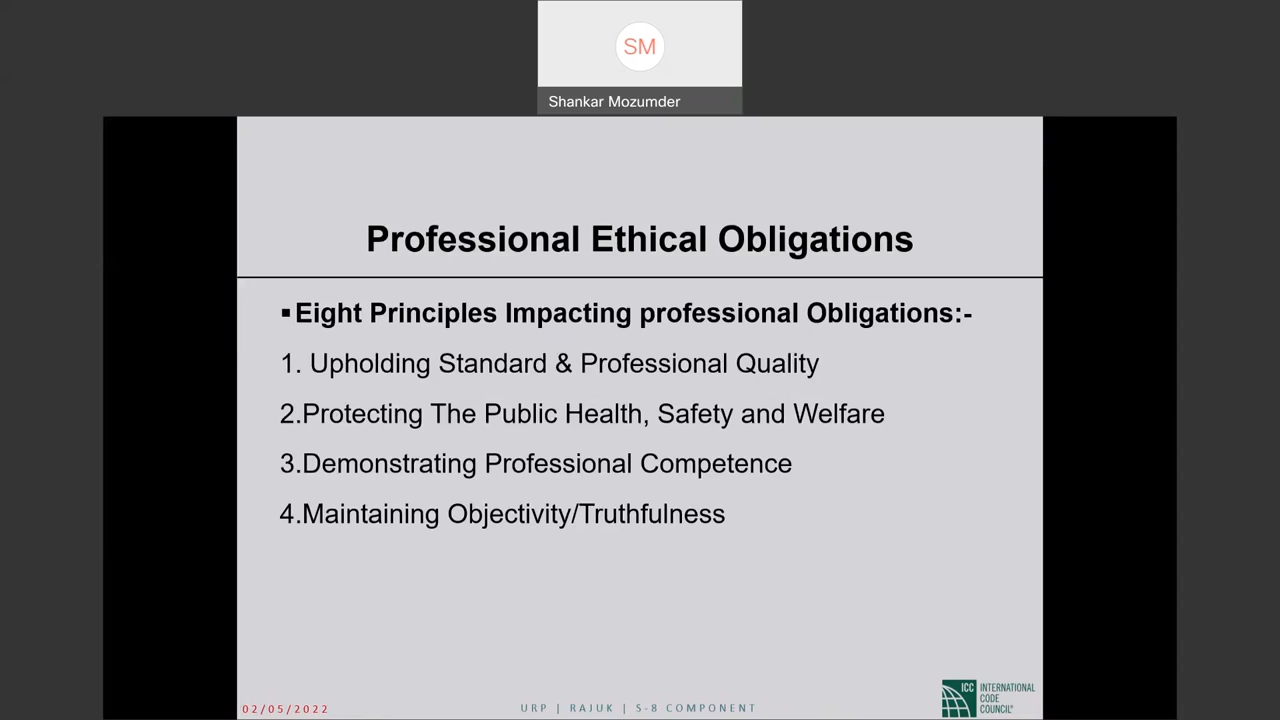 SM
Shankar Mozumder
Professional Ethical Obligations
▪Eight Principles Impacting professional Obligations:-
1. Upholding Standard & Professional Quality
2.Protecting The Public Health, Safety and Welfare
3.Demonstrating Professional Competence
4.Maintaining Objectivity/Truthfulness
02/05/2022
URP | RAJUK | S-8 COMPONENT
ICC
INTERNATIONAL
CODE
COUNCIL®